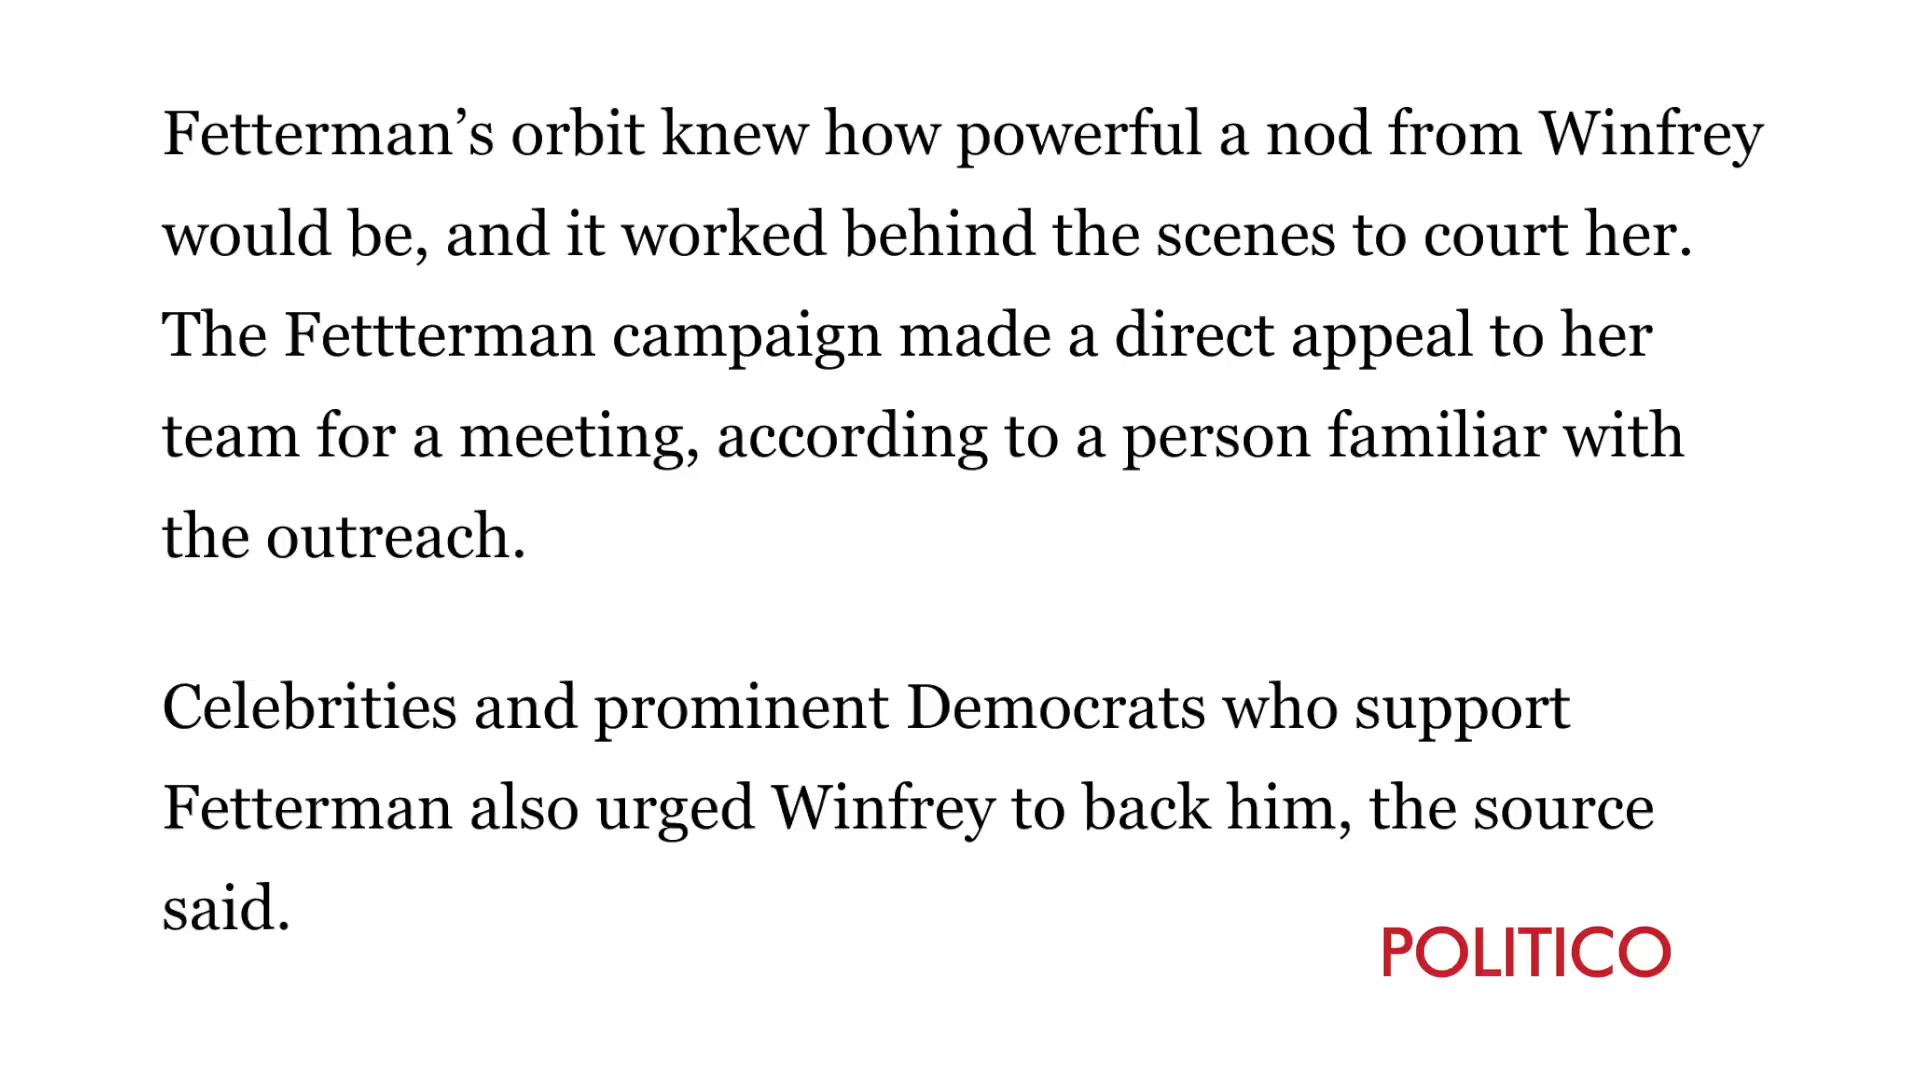 Fetterman’s orbit knew how powerful a nod from Winfrey
would be, and it worked behind the scenes to court her.
The Fettterman campaign made a direct appeal to her
team for a meeting, according to a person familiar with
the outreach.
Celebrities and prominent Democrats who support
Fetterman also urged Winfrey to back him, the source
said.
POLITICO